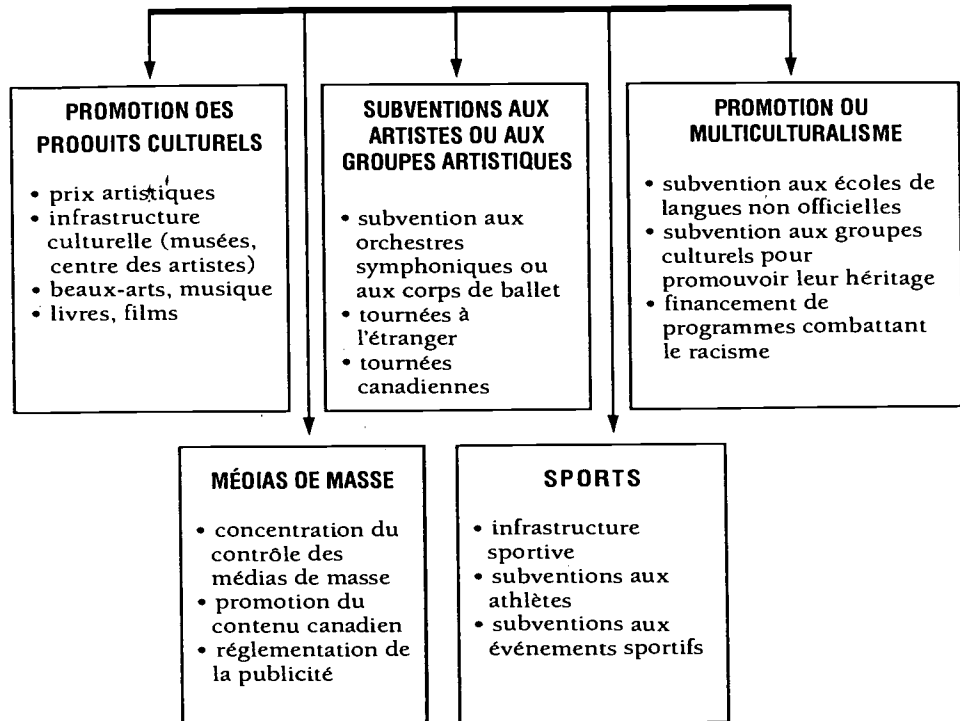 PROMOTION DES
PRODUITS CULTURELS
• prix artistiques
• infrastructure
culturelle (musées,
centre des artistes)
• beaux-arts, musique
• livres, films
SUBVENTIONS AUX
ARTISTES OU AUX
GROUPES ARTISTIQUES
• subvention aux
orchestres
symphoniques ou
aux corps de ballet
• tournées à
l'étranger
• tournées
canadiennes
PROMOTION OU
MULTICULTURALISME
• subvention aux écoles de
langues non officielles
• subvention aux groupes
culturels pour
promouvoir leur héritage
• financement de
programmes combattant
le racisme
MÉDIAS DE MASSE
• concentration du
contrôle des
médias de masse
• promotion du
contenu canadien
• réglementation de
la publicité
SPORTS
• infrastructure
sportive
• subventions aux
athlètes
• subventions aux
événements sportifs